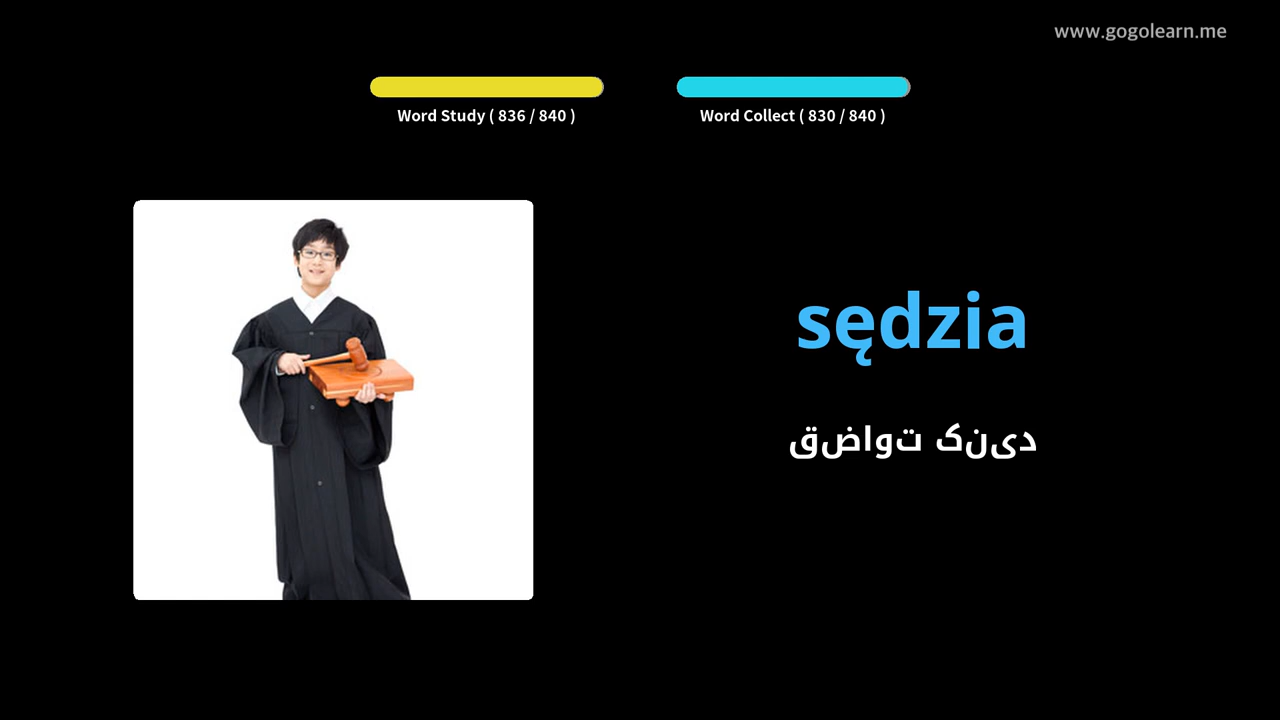 www.gogolearn.me
Word Study ( 836 / 840 )
Word Collect ( 830 / 840 )
sędzia
قضاوت کنید